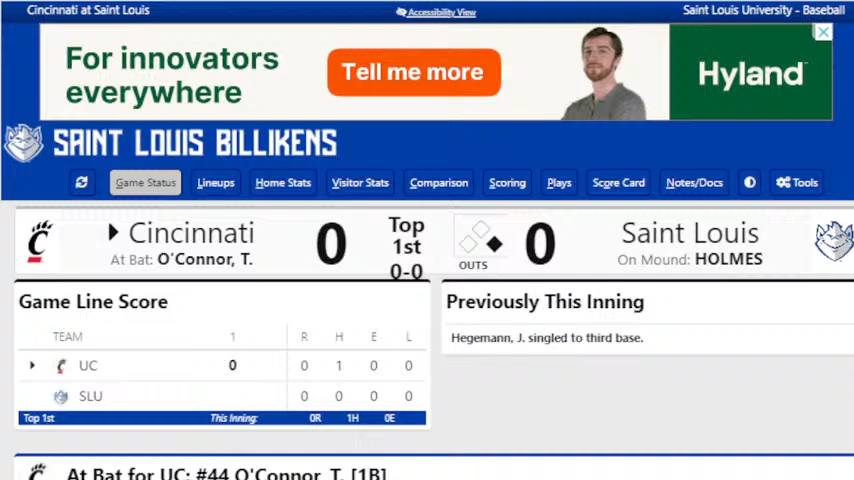 Cincinnati at Saint Louis
Accessibility View
Saint Louis University - Baseball
For innovators
everywhere
Tell me more
Hyland
SAINT LOUIS BILLIKENS
Game Status
Lineups
Home Stats
Visitor Stats
Comparison
Scoring
Plays
Score Card
Notes/Docs
Tools
Cincinnati
At Bat: O'Connor, T.
0
Top
1st
0-0
OUTS
0
Saint Louis
On Mound: HOLMES
Game Line Score
TEAM 1 R H E L
UC 0 0 1 0 0
SLU 0 0 0 0
Top 1st This Inning: 0R 1H 0E
Previously This Inning
Hegemann, J. singled to third base.
At Bat for UC: #44 O'Connor, T. [1B]